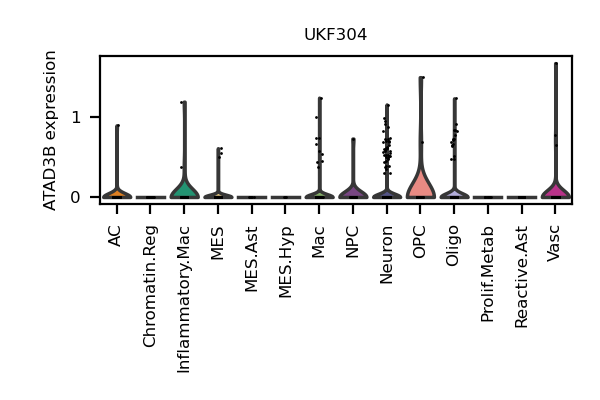 UKF304
ATAD3B expression
1
0
AC
Chromatin.Reg
Inflammatory.Mac
MES
MES.Ast
MES.Hyp
Mac
NPC
Neuron
OPC
Oligo
Prolif.Metab
Reactive.Ast
Vasc